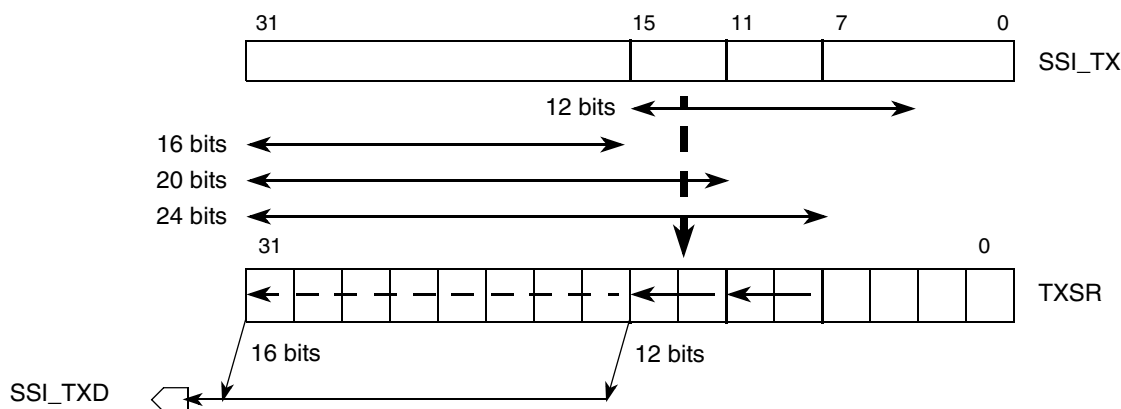 31 15 11 7 0
SSI_TX
12 bits
16 bits
20 bits
24 bits
31 0
TXSR
16 bits 12 bits
SSI_TXD